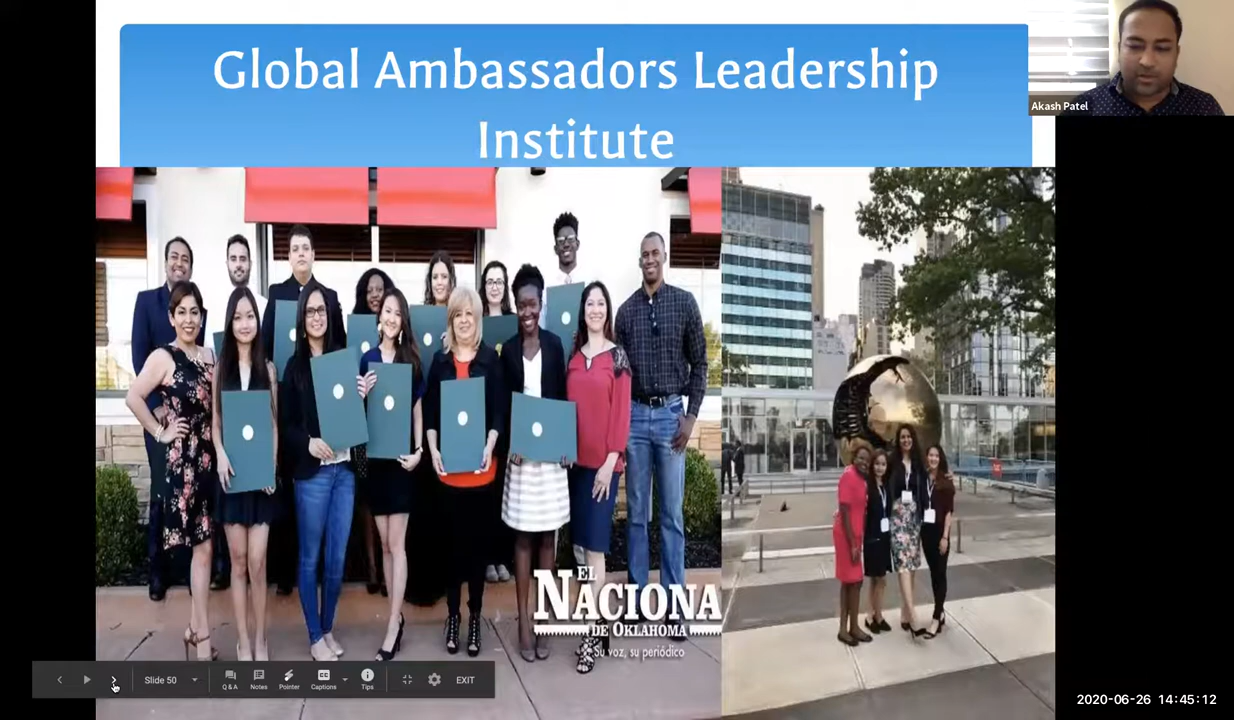 Global Ambassadors Leadership
Institute
Akash Patel
EL
NACIONA
DE OKLAHOMA
Su voz, su periódico
Slide 50
Q & A
Notes
Pointer
CC
Captions
Tips
EXIT
2020-06-26 14:45:12